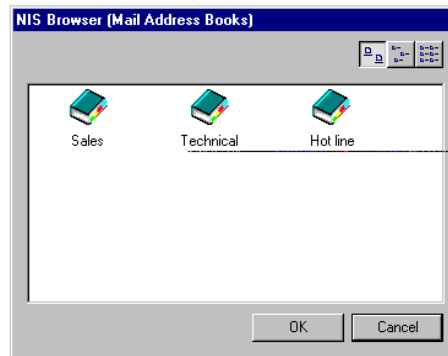 NIS Browser (Mail Address Books)
Sales Technical Hot line
OK Cancel